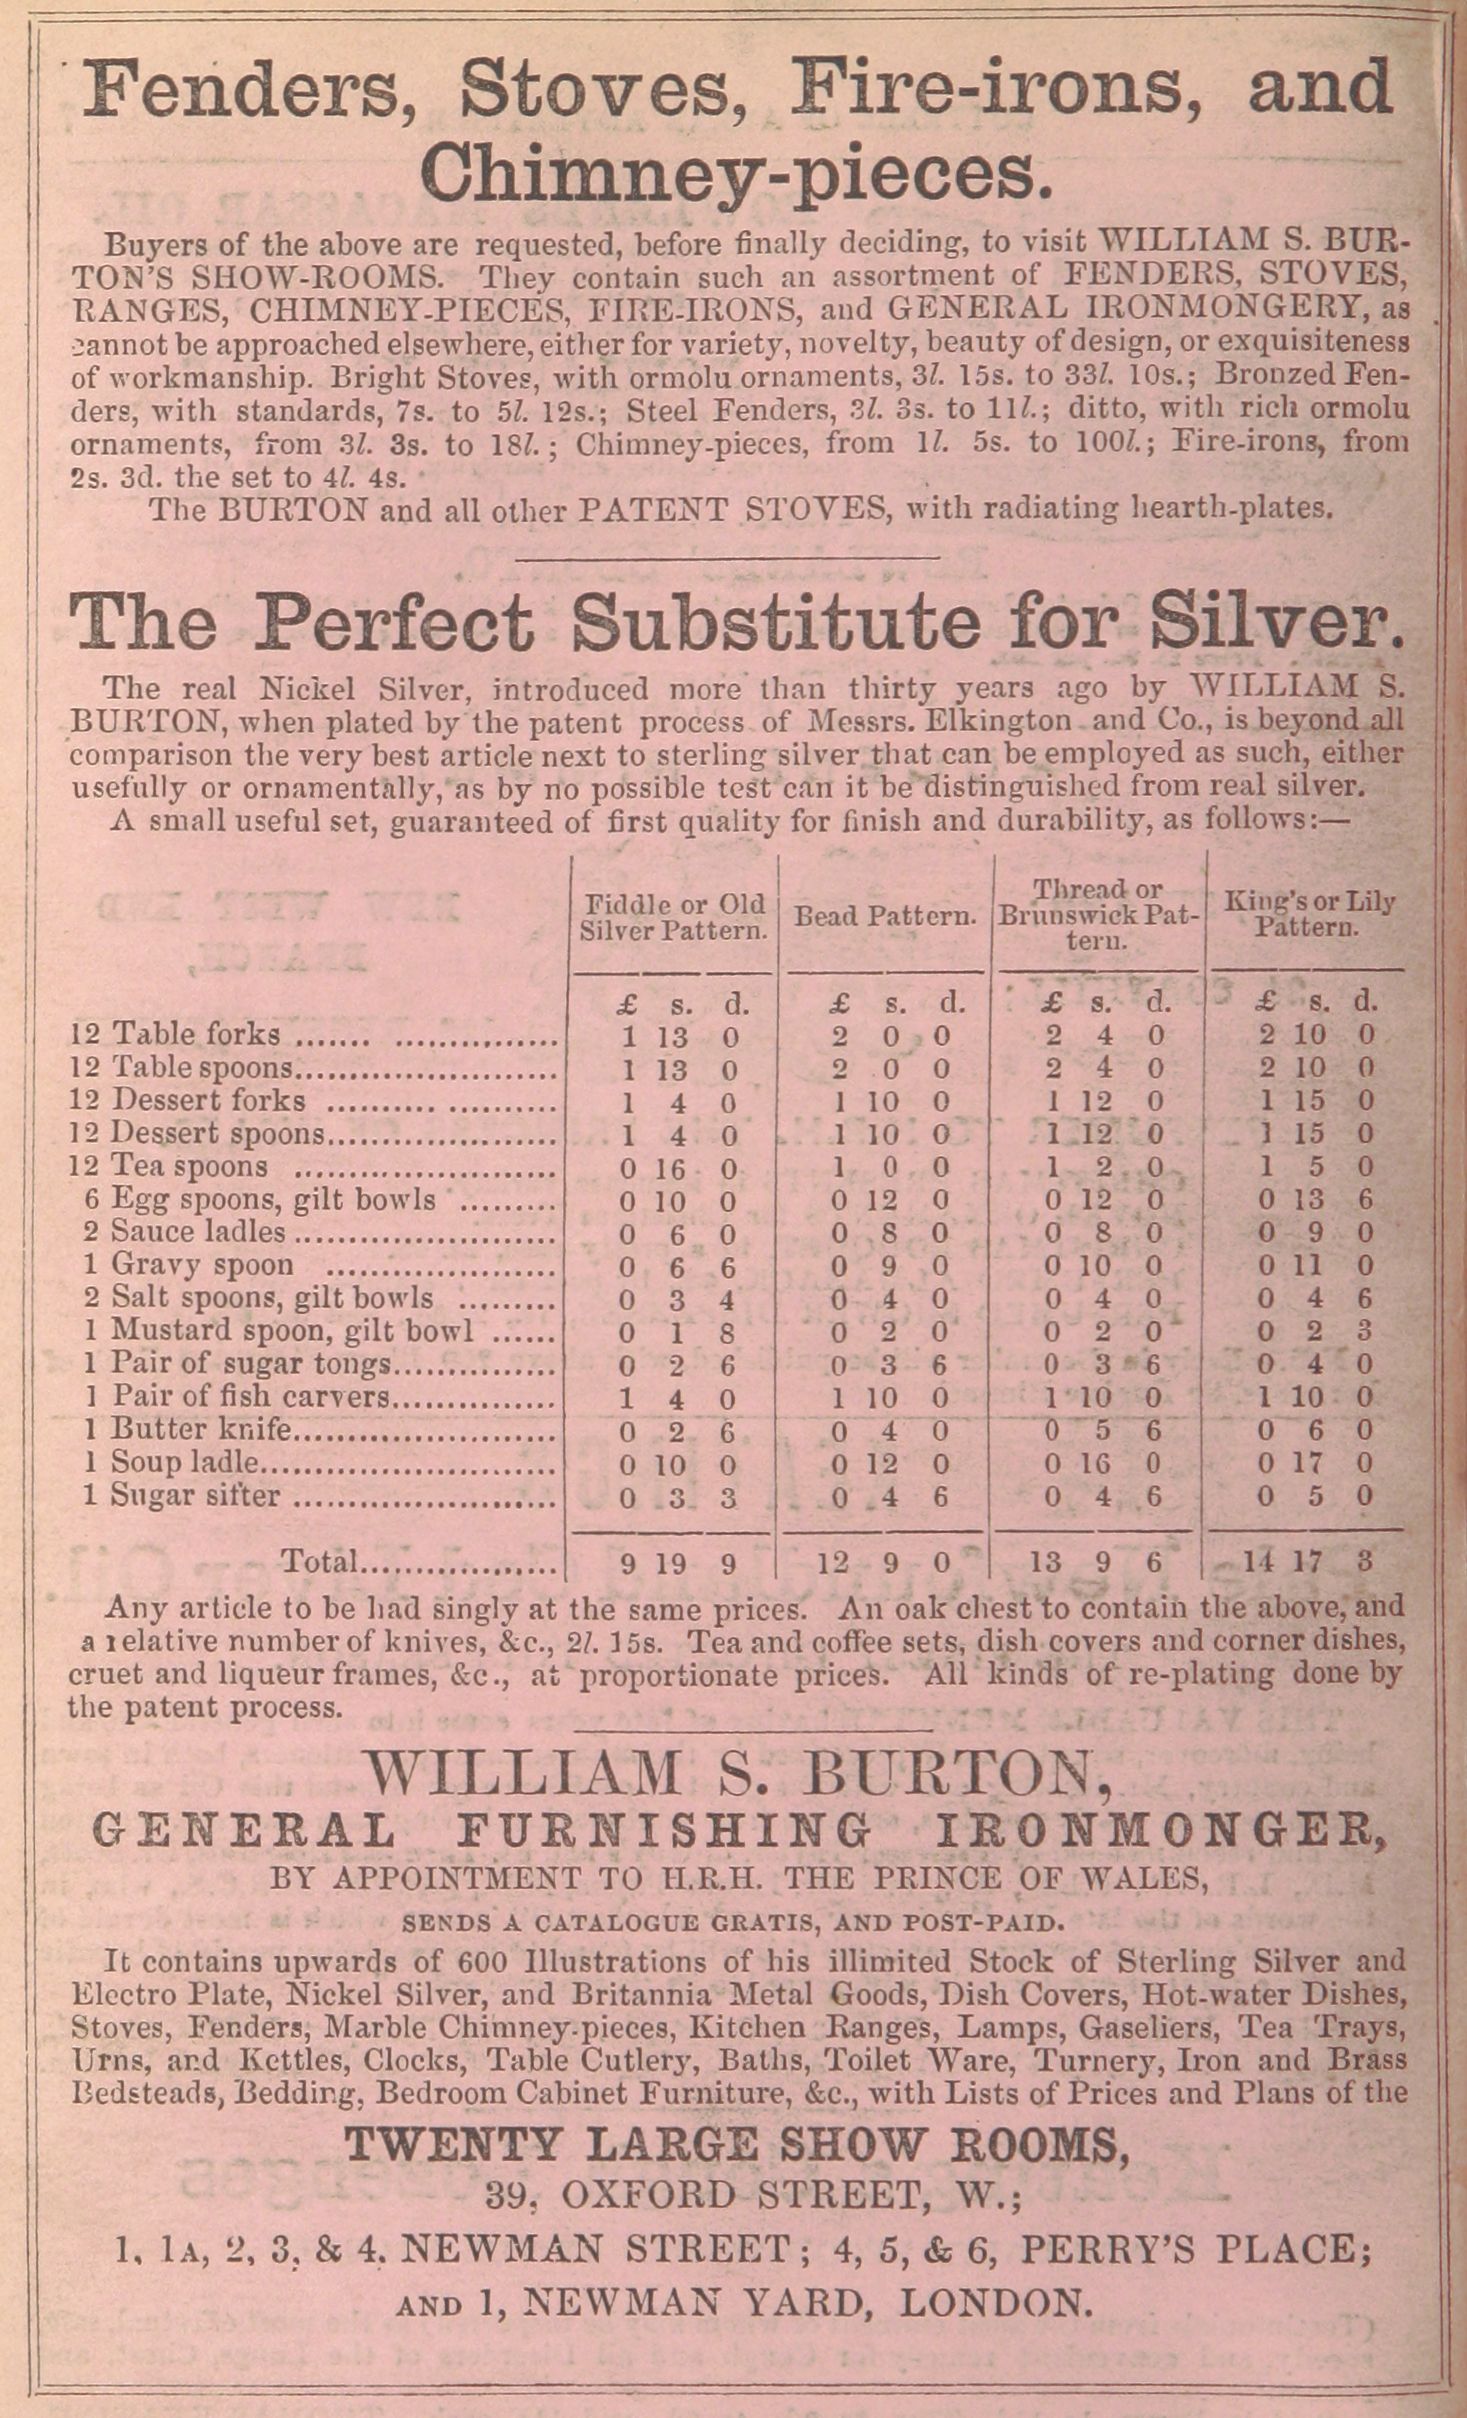 Fenders, Stoves, Fire-irons, and
Chimney-pieces.
Buyers of the above are requested, before finally deciding, to visit WILLIAM S. BUR-
TON'S SHOW-ROOMS. They contain such an assortment of FENDERS, STOVES,
RANGES, CHIMNEY-PIECES, FIRE-IRONS, and GENERAL IRONMONGERY, as
cannot be approached elsewhere, either for variety, novelty, beauty of design, or exquisiteness
of workmanship. Bright Stoves, with ormolu ornaments, 3l. 15s. to 33l. 10s.; Bronzed Fen-
ders, with standards, 7s. to 5l. 12s.; Steel Fenders, 3l. 3s. to 11l.; ditto, with rich ormolu
ornaments, from 3l. 3s. to 18l.; Chimney-pieces, from 1l. 5s. to 100l.; Fire-irons, from
2s. 3d. the set to 4l. 4s.
The BURTON and all other PATENT STOVES, with radiating hearth-plates.
The Perfect Substitute for Silver.
The real Nickel Silver, introduced more than thirty years ago by WILLIAM S.
BURTON, when plated by the patent process of Messrs. Elkington and Co., is beyond all
comparison the very best article next to sterling silver that can be employed as such, either
usefully or ornamentally, as by no possible test can it be distinguished from real silver.
A small useful set, guaranteed of first quality for finish and durability, as follows:—
Fiddle or Old Silver Pattern. Bead Pattern. Thread or Brunswick Pat-tern. King's or Lily Pattern.
£ s. d. £ s. d. £ s. d. £ s. d.
12 Table forks ....... ............... 1 13 0 2 0 0 2 4 0 2 10 0
12 Table spoons......................... 1 13 0 2 0 0 2 4 0 2 10 0
12 Dessert forks .......... .......... 1 4 0 1 10 0 1 12 0 1 15 0
12 Dessert spoons...................... 1 4 0 1 10 0 1 12 0 1 15 0
12 Tea spoons ......................... 0 16 0 1 0 0 1 2 0 1 5 0
6 Egg spoons, gilt bowls ......... 0 10 0 0 12 0 0 12 0 0 13 6
2 Sauce ladles ......................... 0 6 0 0 8 0 0 8 0 0 9 0
1 Gravy spoon ...................... 0 6 6 0 9 0 0 10 0 0 11 0
2 Salt spoons, gilt bowls ......... 0 3 4 0 4 0 0 4 0 0 4 6
1 Mustard spoon, gilt bowl ...... 0 1 8 0 2 0 0 2 0 0 2 3
1 Pair of sugar tongs............... 0 2 6 0 3 6 0 3 6 0 4 0
1 Pair of fish carvers............... 1 4 0 1 10 0 1 10 0 1 10 0
1 Butter knife......................... 0 2 6 0 4 0 0 5 6 0 6 0
1 Soup ladle............................ 0 10 0 0 12 0 0 16 0 0 17 0
1 Sugar sifter ......................... 0 3 3 0 4 6 0 4 6 0 5 0
Total................... 9 19 9 12 9 0 13 9 6 14 17 3
Any article to be had singly at the same prices. An oak chest to contain the above, and
a relative number of knives, &c., 2l. 15s. Tea and coffee sets, dish covers and corner dishes,
cruet and liqueur frames, &c., at proportionate prices. All kinds of re-plating done by
the patent process.
WILLIAM S. BURTON,
GENERAL FURNISHING IRONMONGER,
BY APPOINTMENT TO H.R.H. THE PRINCE OF WALES,
SENDS A CATALOGUE GRATIS, AND POST-PAID.
It contains upwards of 600 Illustrations of his illimited Stock of Sterling Silver and
Electro Plate, Nickel Silver, and Britannia Metal Goods, Dish Covers, Hot-water Dishes,
Stoves, Fenders, Marble Chimney-pieces, Kitchen Ranges, Lamps, Gaseliers, Tea Trays,
Urns, and Kettles, Clocks, Table Cutlery, Baths, Toilet Ware, Turnery, Iron and Brass
Bedsteads, Bedding, Bedroom Cabinet Furniture, &c., with Lists of Prices and Plans of the
TWENTY LARGE SHOW ROOMS,
39, OXFORD STREET, W.;
1, 1A, 2, 3, & 4, NEWMAN STREET; 4, 5, & 6, PERRY'S PLACE;
AND 1, NEWMAN YARD, LONDON.